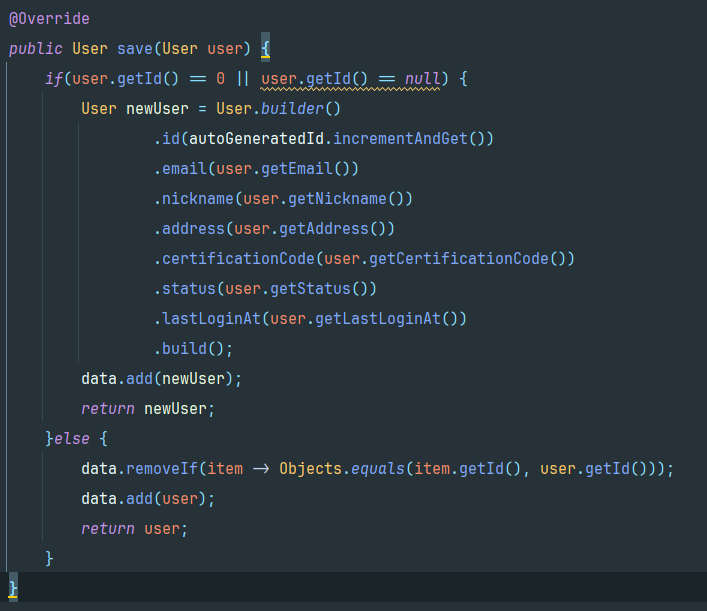 @Override
public User save(User user) {
    if(user.getId() == 0 || user.getId() == null) {
        User newUser = User.builder()
                .id(autoGeneratedId.incrementAndGet())
                .email(user.getEmail())
                .nickname(user.getNickname())
                .address(user.getAddress())
                .certificationCode(user.getCertificationCode())
                .status(user.getStatus())
                .lastLoginAt(user.getLastLoginAt())
                .build();
        data.add(newUser);
        return newUser;
    }else {
        data.removeIf(item -> Objects.equals(item.getId(), user.getId()));
        data.add(user);
        return user;
    }
}